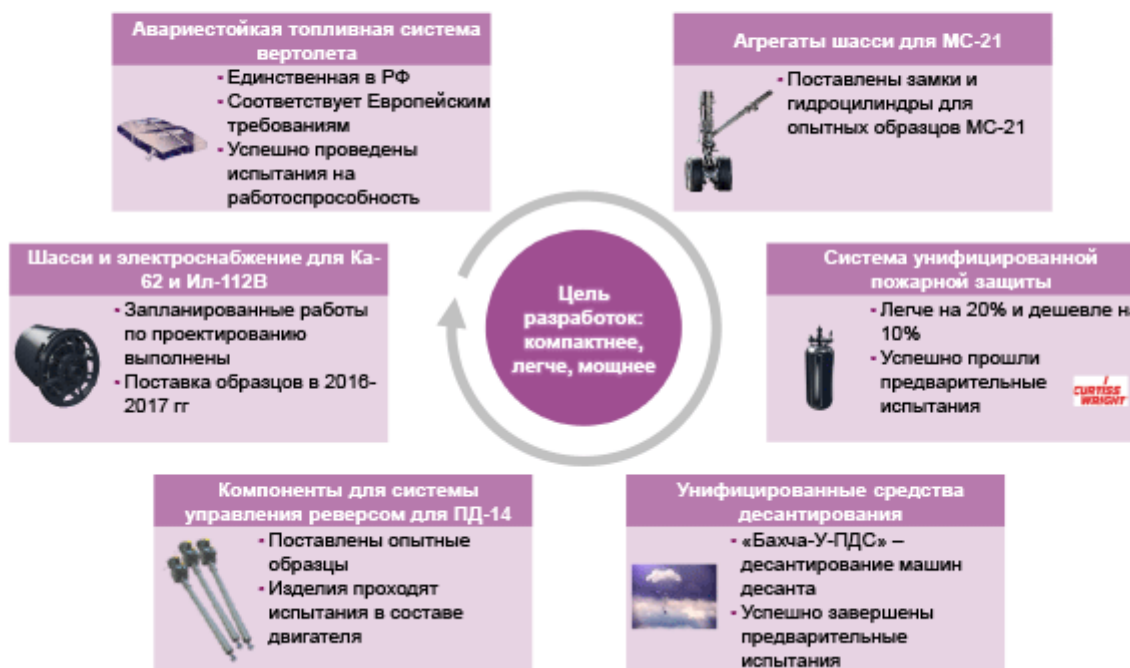 Авариестойкая топливная система
вертолета
- Единственная в РФ
- Соответствует Европейским
требованиям
- Успешно проведены
испытания на
работоспособность
Агрегаты шасси для МС-21
- Поставлены замки и
гидроцилиндры для
опытных образцов МС-21
Шасси и электроснабжение для Ка-
62 и Ил-112В
- Запланированные работы
по проектированию
выполнены
- Поставка образцов в 2016-
2017 гг
Цель
разработок:
компактнее,
легче, мощнее
Система унифицированной
пожарной защиты
- Легче на 20% и дешевле на
10%
- Успешно прошли
предварительные
испытания
CURTISS
WRIGHT
Компоненты для системы
управления реверсом для ПД-14
- Поставлены опытные
образцы
- Изделия проходят
испытания в составе
двигателя
Унифицированные средства
десантирования
- «Бахча-У-ПДС» –
десантирование машин
десанта
- Успешно завершены
предварительные
испытания